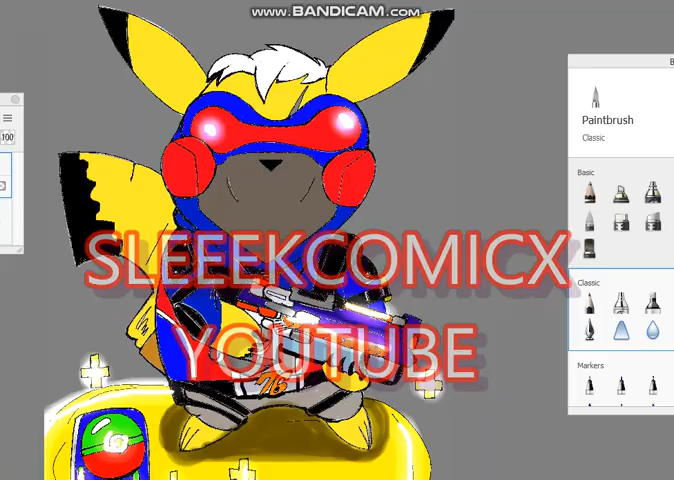 www.BANDICAM.com
B
Paintbrush
Classic
100
Basic
SLEEEKCOMICX
Classic
YOUTUBE
Markers
76